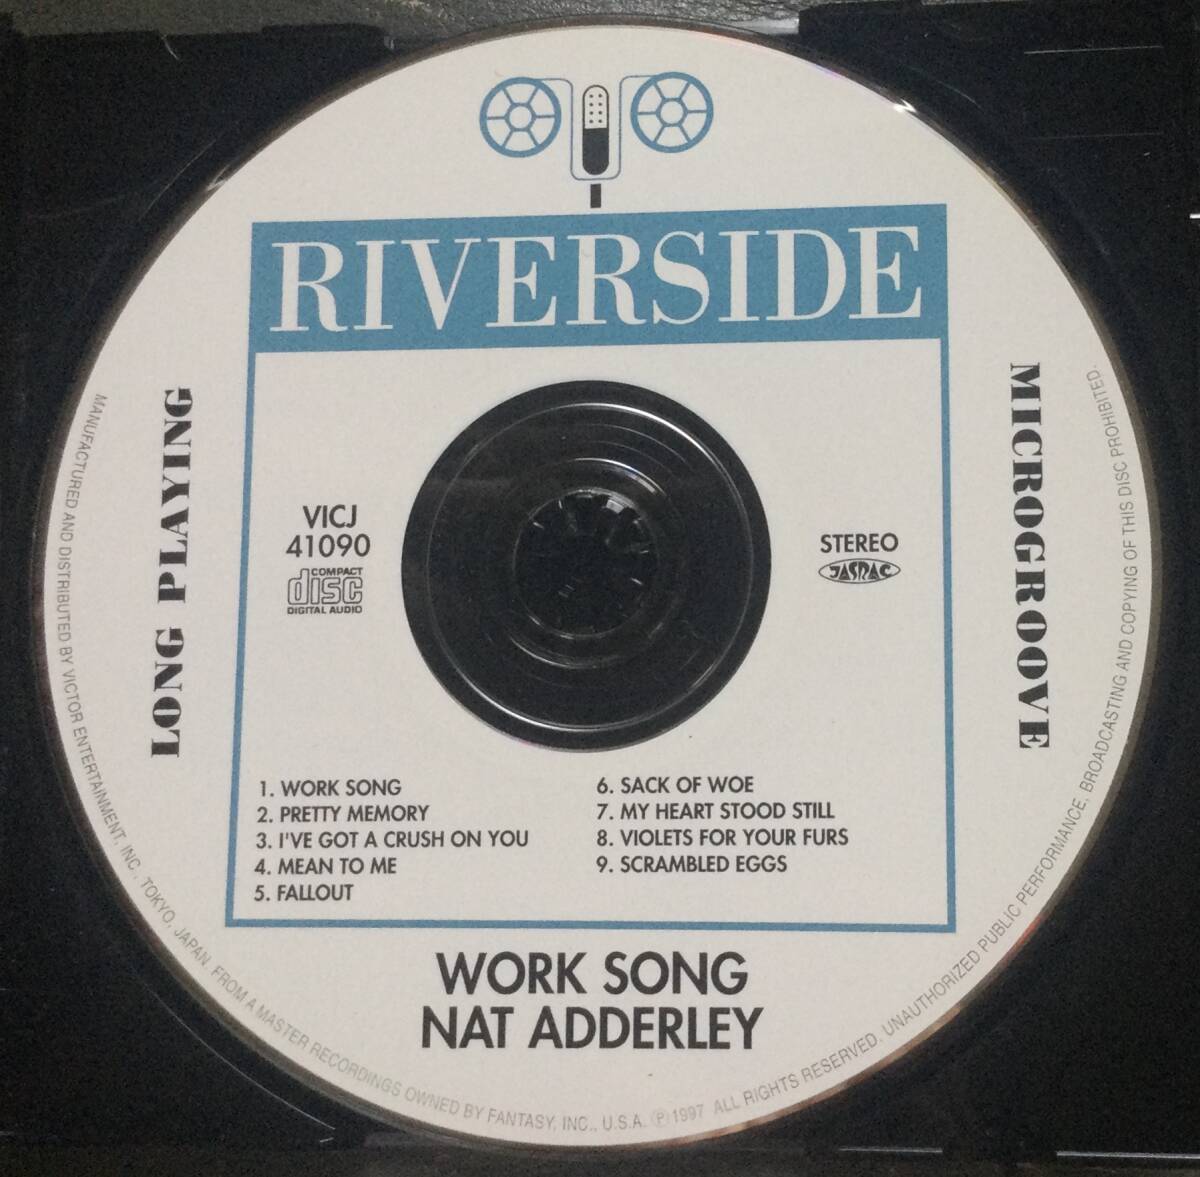 RIVERSIDE
LONG PLAYING
MICROGROOVE
VICJ
41090
COMPACT
disc
DIGITAL AUDIO
STEREO
JASRAC
1. WORK SONG
2. PRETTY MEMORY
3. I'VE GOT A CRUSH ON YOU
4. MEAN TO ME
5. FALLOUT
6. SACK OF WOE
7. MY HEART STOOD STILL
8. VIOLETS FOR YOUR FURS
9. SCRAMBLED EGGS
WORK SONG
NAT ADDERLEY
MANUFACTURED AND DISTRIBUTED BY VICTOR ENTERTAINMENT, INC., TOKYO, JAPAN. FROM A MASTER RECORDINGS OWNED BY FANTASY, INC., U.S.A. Ⓟ1997 ALL RIGHTS RESERVED. UNAUTHORIZED PUBLIC PERFORMANCE, BROADCASTING AND COPYING OF THIS DISC PROHIBITED.